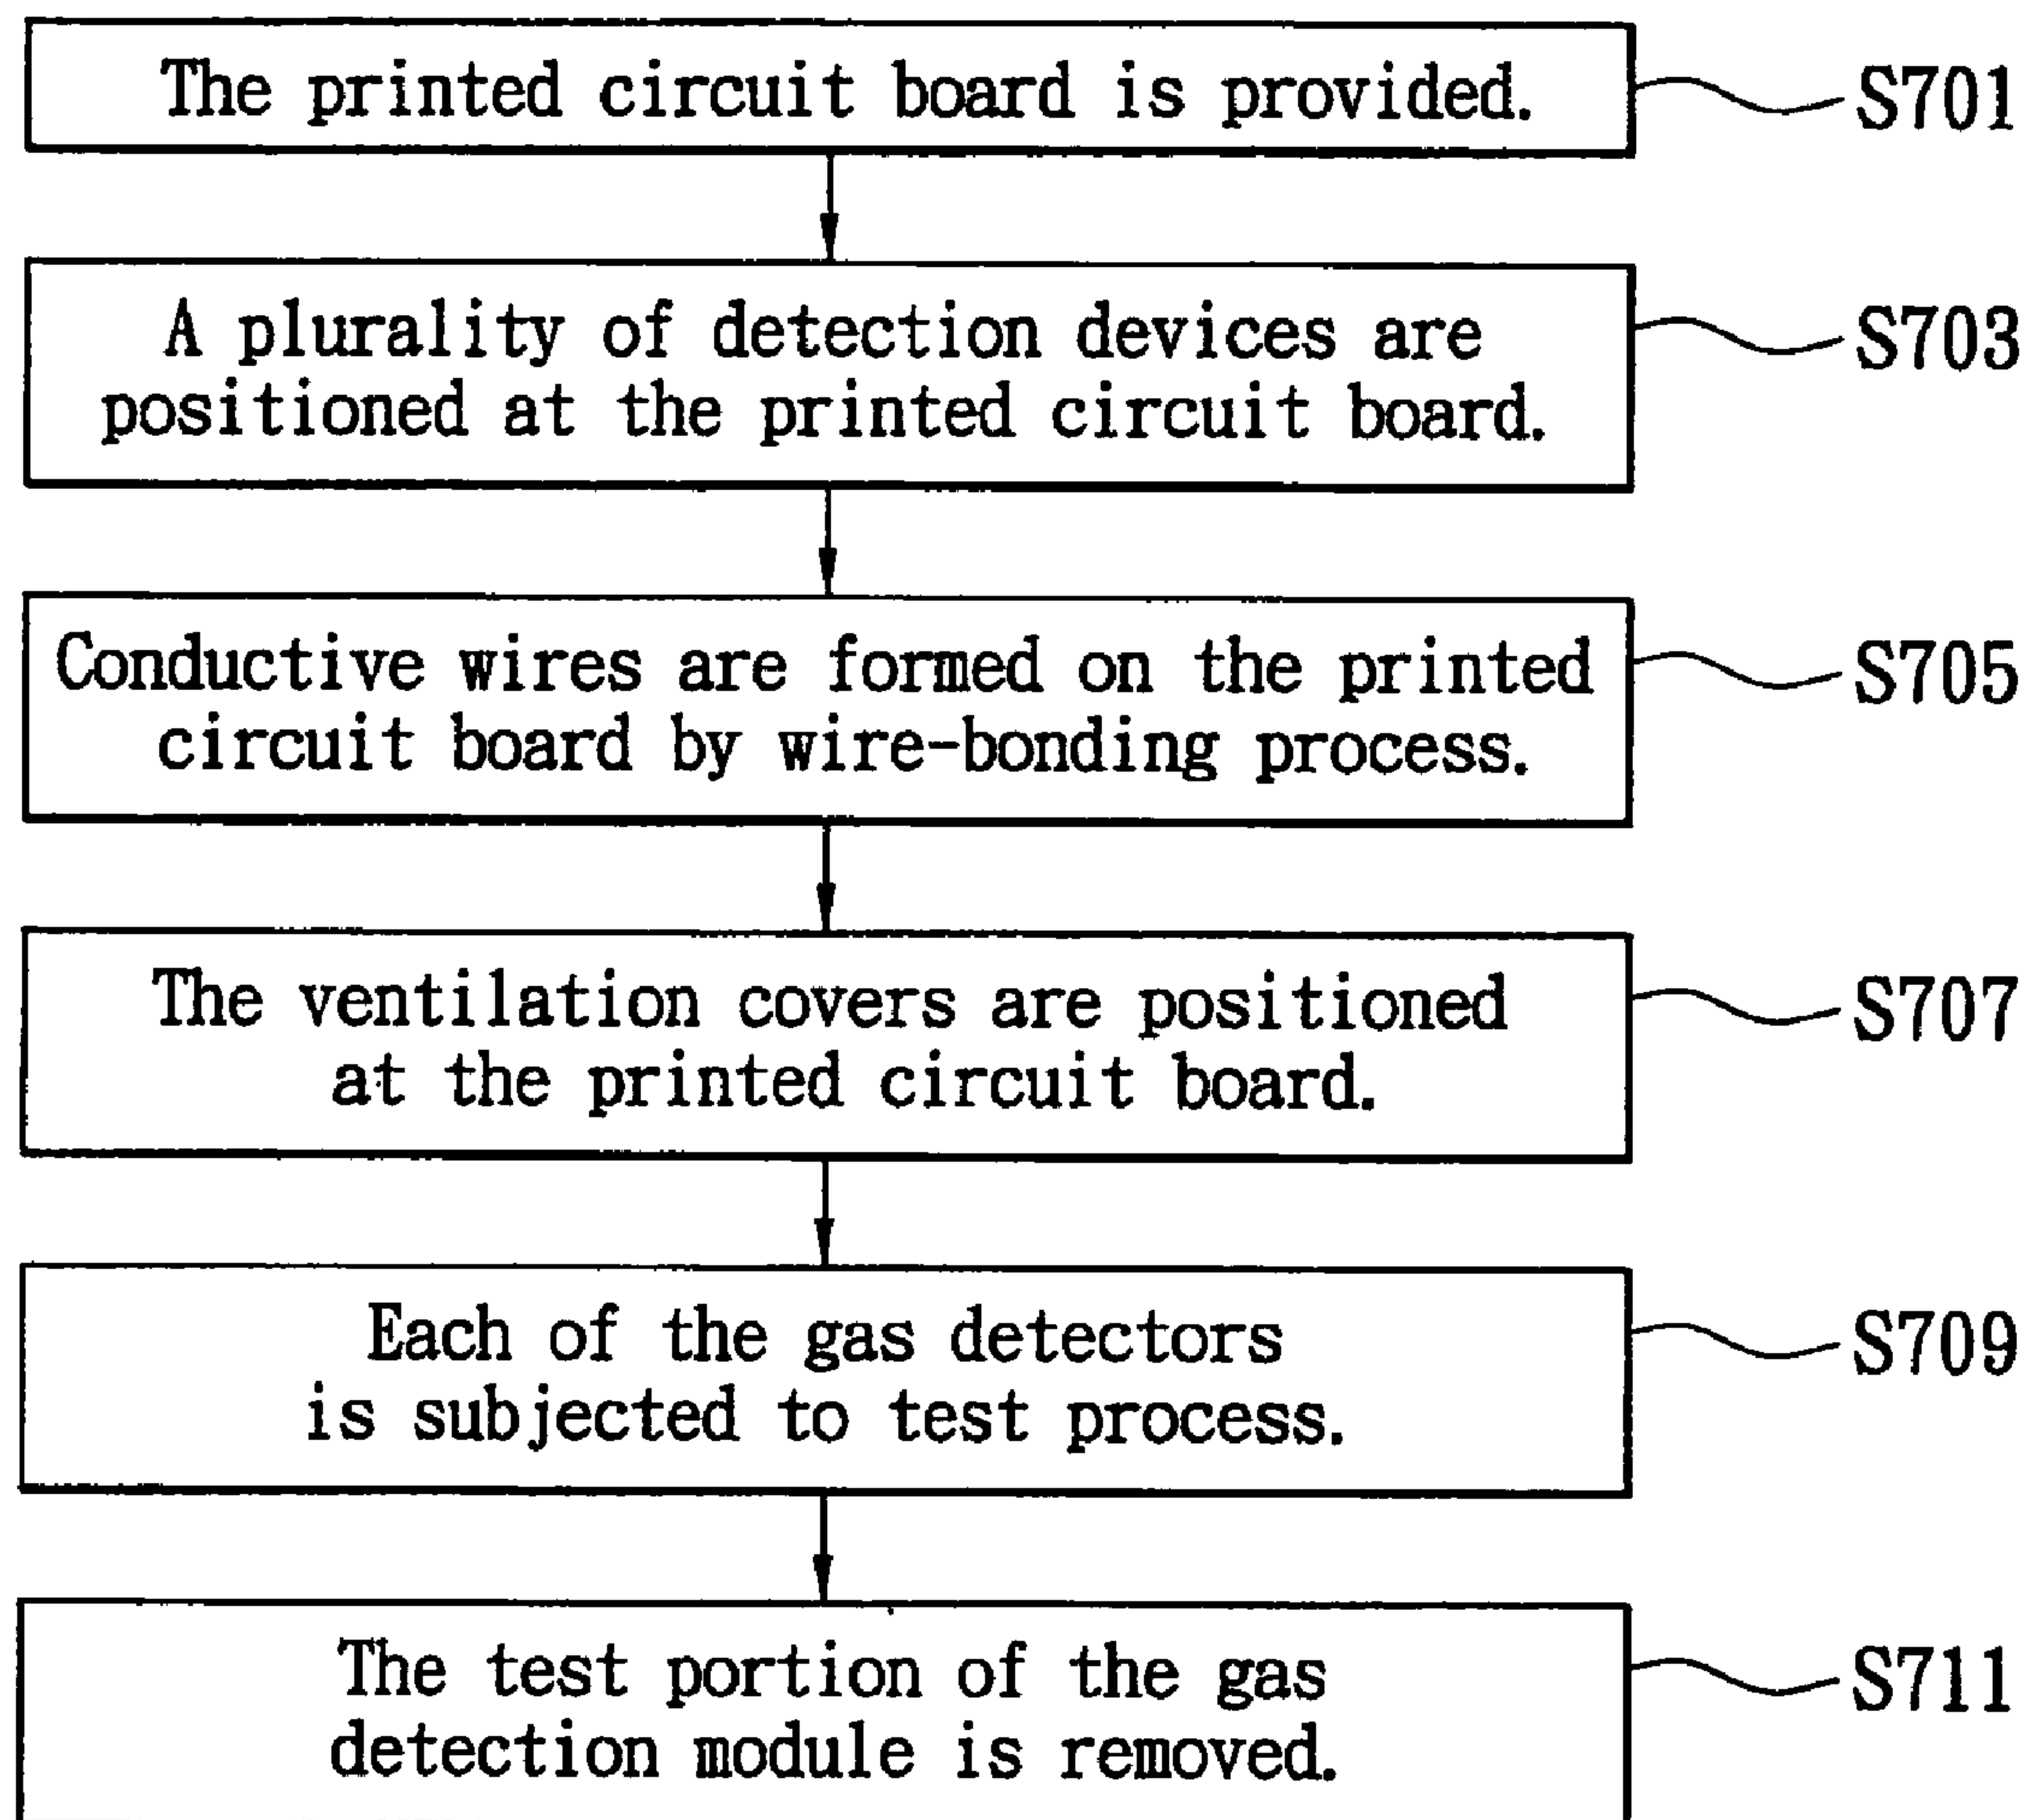 The printed circuit board is provided.
S701
A plurality of detection devices are
positioned at the printed circuit board.
S703
Conductive wires are formed on the printed
circuit board by wire-bonding process.
S705
The ventilation covers are positioned
at the printed circuit board.
S707
Each of the gas detectors
is subjected to test process.
S709
The test portion of the gas
detection module is removed.
S711